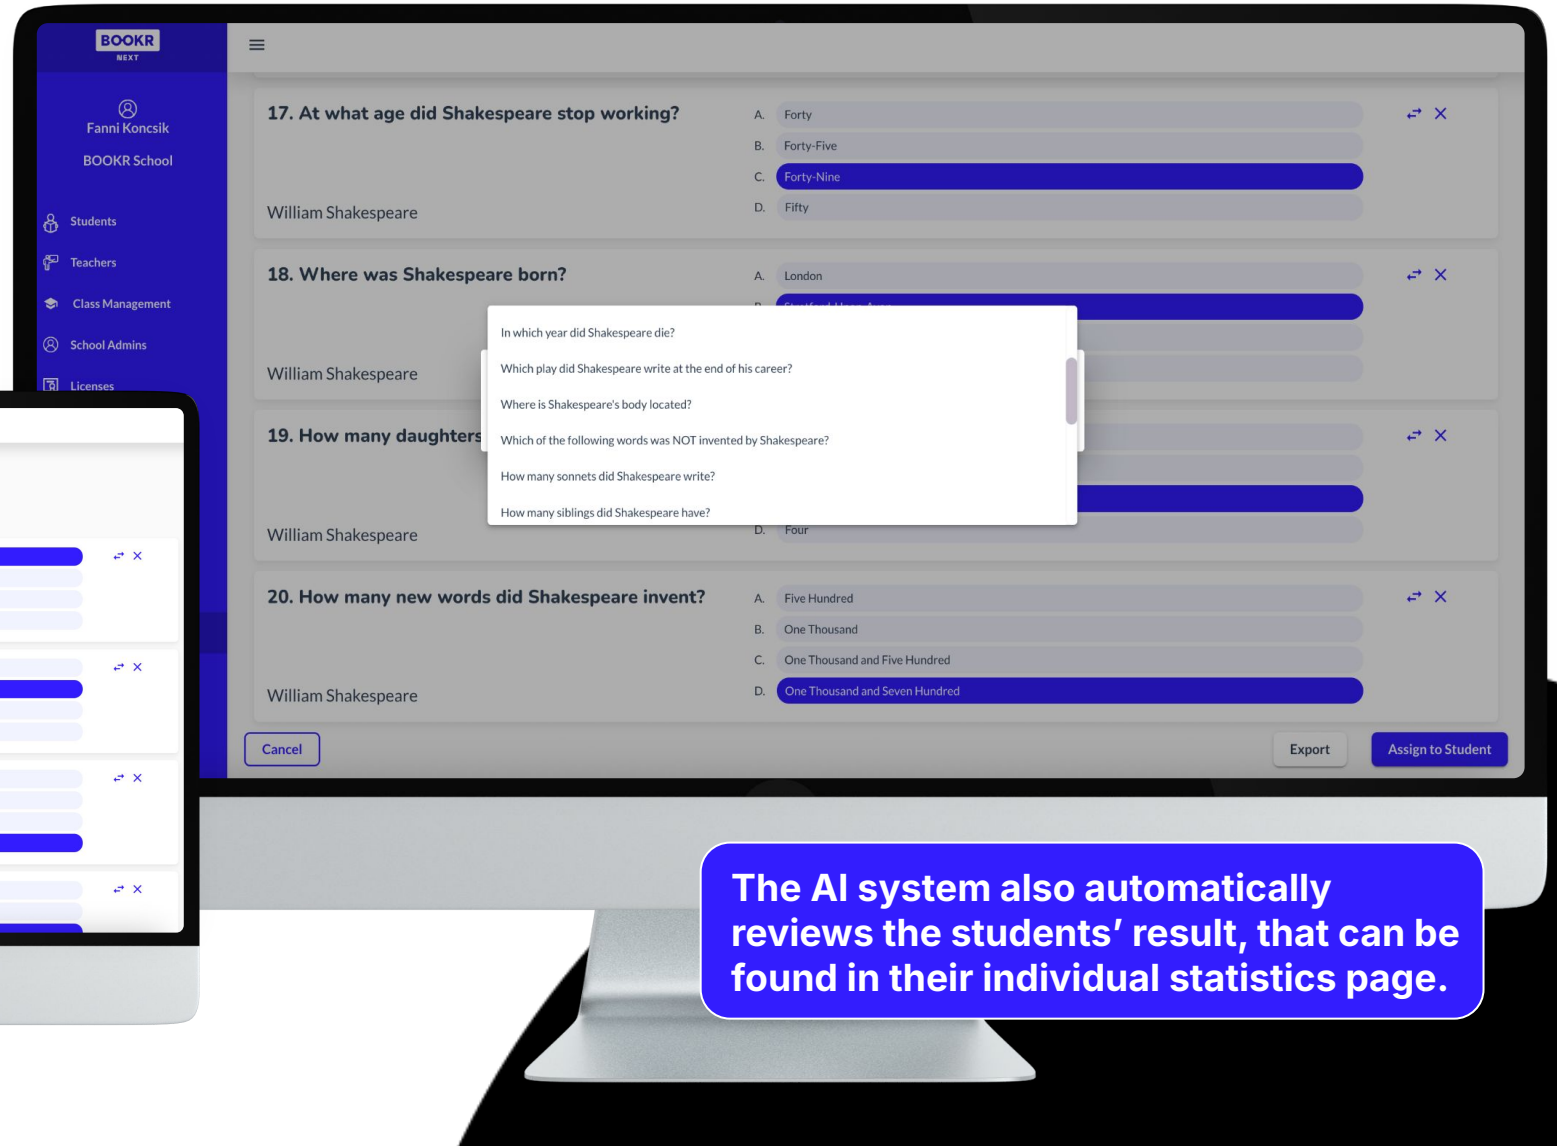 BOOKR
NEXT
Fanni Koncsik
BOOKR School
Students
Teachers
Class Management
School Admins
Licenses
17. At what age did Shakespeare stop working?
William Shakespeare
A. Forty
B. Forty-Five
C. Forty-Nine
D. Fifty
18. Where was Shakespeare born?
William Shakespeare
A. London
In which year did Shakespeare die?
Which play did Shakespeare write at the end of his career?
Where is Shakespeare's body located?
Which of the following words was NOT invented by Shakespeare?
How many sonnets did Shakespeare write?
How many siblings did Shakespeare have?
19. How many daughters
William Shakespeare
D. Four
20. How many new words did Shakespeare invent?
William Shakespeare
A. Five Hundred
B. One Thousand
C. One Thousand and Five Hundred
D. One Thousand and Seven Hundred
Cancel
Export
Assign to Student
The AI system also automatically
reviews the students’ result, that can be
found in their individual statistics page.